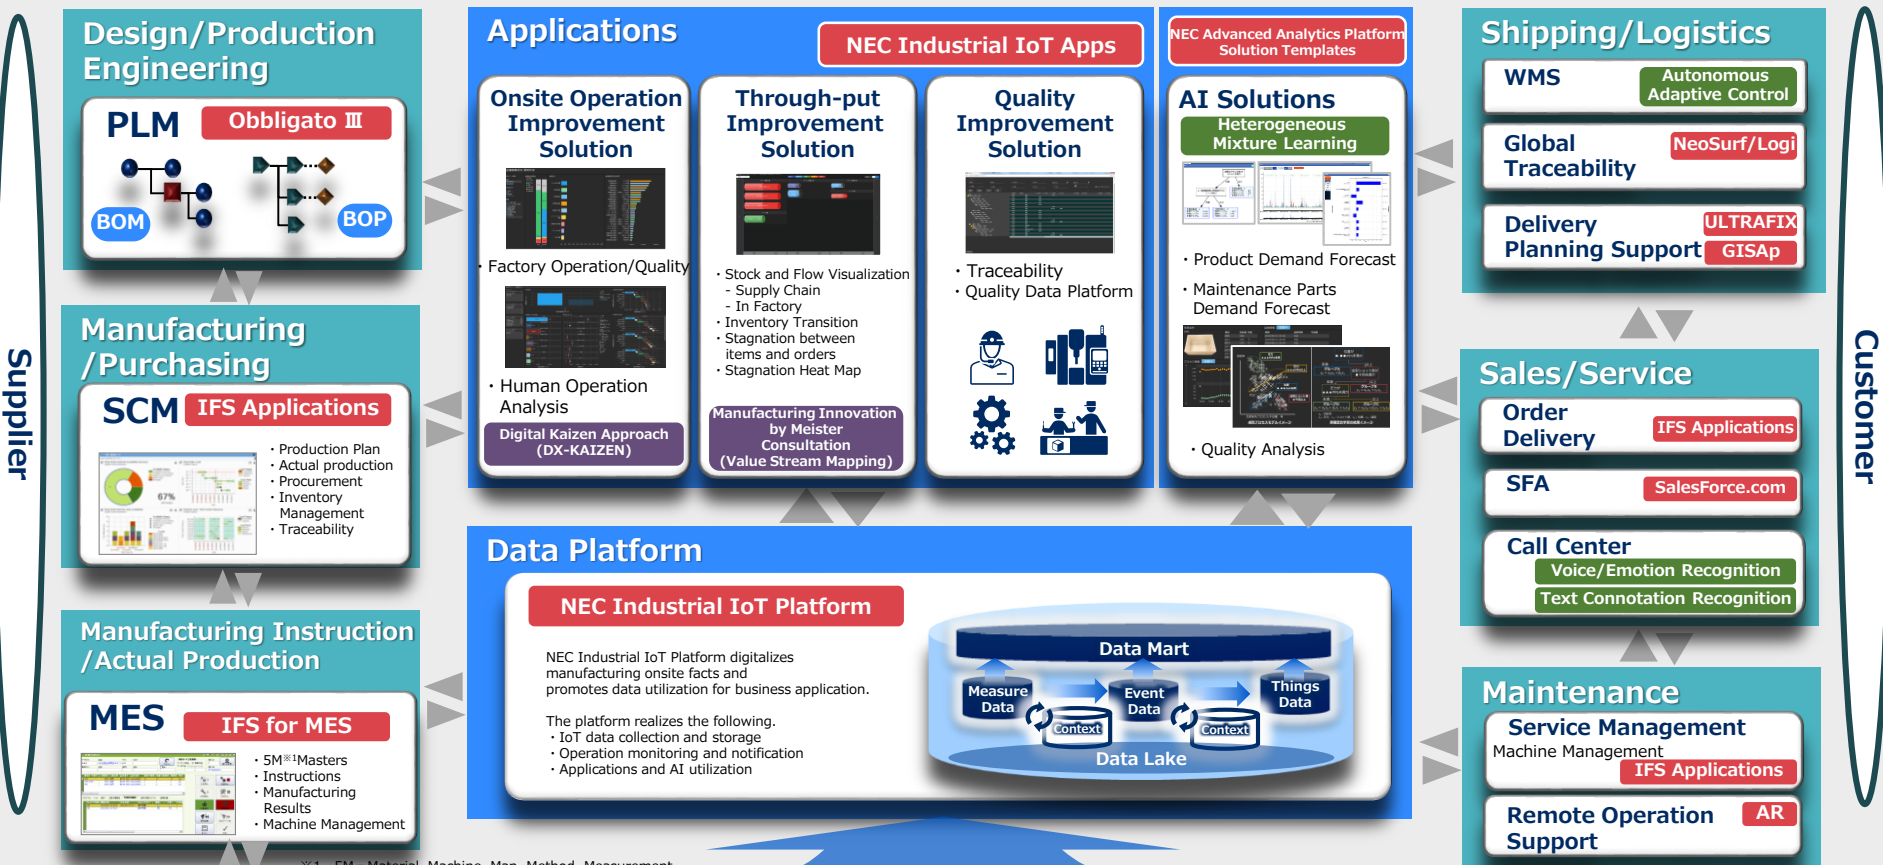 Supplier
Design/Production
Engineering
PLM
Obbligato Ⅲ
BOM
BOP
Manufacturing
/Purchasing
SCM
IFS Applications
・Production Plan
・Actual production
・Procurement
・Inventory
Management
・Traceability
67%
Manufacturing Instruction
/Actual Production
MES
IFS for MES
・5M※1Masters
・Instructions
・Manufacturing
Results
・Machine Management
Applications
NEC Industrial IoT Apps
Onsite Operation
Improvement
Solution
・Factory Operation/Quality
・Human Operation
Analysis
Digital Kaizen Approach
(DX-KAIZEN)
Through-put
Improvement
Solution
・Stock and Flow Visualization
- Supply Chain
- In Factory
・Inventory Transition
・Stagnation between
items and orders
・Stagnation Heat Map
Manufacturing Innovation
by Meister
Consultation
(Value Stream Mapping)
Quality
Improvement
Solution
・Traceability
・Quality Data Platform
NEC Advanced Analytics Platform
Solution Templates
AI Solutions
Heterogeneous
Mixture Learning
・Product Demand Forecast
・Maintenance Parts
Demand Forecast
・Quality Analysis
Data Platform
NEC Industrial IoT Platform
NEC Industrial IoT Platform digitalizes
manufacturing onsite facts and
promotes data utilization for business application.
The platform realizes the following.
・IoT data collection and storage
・Operation monitoring and notification
・Applications and AI utilization
Data Mart
Measure
Data
Event
Data
Things
Data
Context
Context
Data Lake
Shipping/Logistics
WMS
Autonomous
Adaptive Control
Global
Traceability
NeoSurf/Logi
Delivery
Planning Support
ULTRAFIX
GISAp
Sales/Service
Order
Delivery
IFS Applications
SFA
SalesForce.com
Call Center
Voice/Emotion Recognition
Text Connotation Recognition
Maintenance
Service Management
Machine Management
IFS Applications
Remote Operation
Support
AR
Customer
※1 5M Material Machine Man Method Measurement